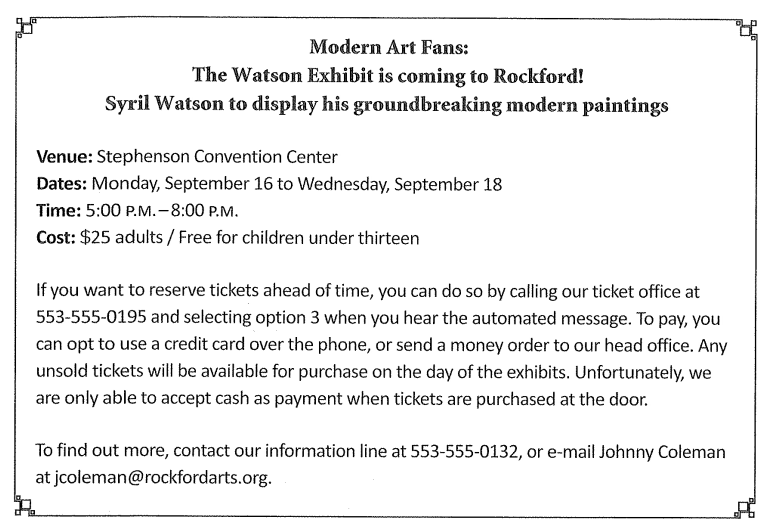 Modern Art Fans:
The Watson Exhibit is coming to Rockford!
Syril Watson to display his groundbreaking modern paintings
Venue: Stephenson Convention Center
Dates: Monday, September 16 to Wednesday, September 18
Time: 5:00 P.M.–8:00 P.M.
Cost: $25 adults / Free for children under thirteen
If you want to reserve tickets ahead of time, you can do so by calling our ticket office at
553-555-0195 and selecting option 3 when you hear the automated message. To pay, you
can opt to use a credit card over the phone, or send a money order to our head office. Any
unsold tickets will be available for purchase on the day of the exhibits. Unfortunately, we
are only able to accept cash as payment when tickets are purchased at the door.
To find out more, contact our information line at 553-555-0132, or e-mail Johnny Coleman
at jcoleman@rockfordarts.org.